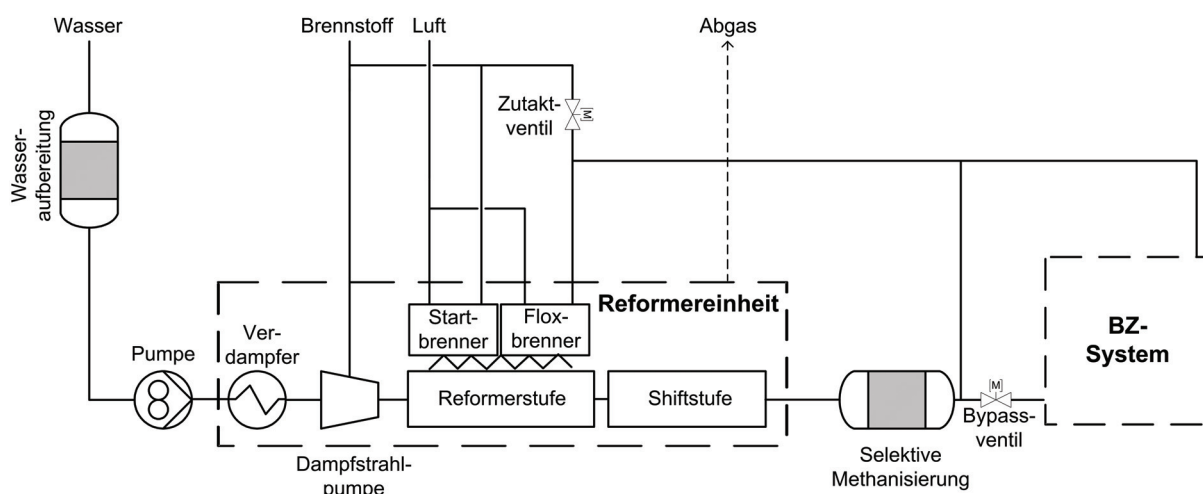 Wasser
Brennstoff
Luft
Abgas
Zutakt-
ventil
[M]
Wasser-
aufbereitung
Reformereinheit
Start-
brenner
Flox-
brenner
BZ-
System
Ver-
dampfer
Pumpe
Reformerstufe
Shiftstufe
[M]
Bypass-
ventil
Dampfstrahl-
pumpe
Selektive
Methanisierung